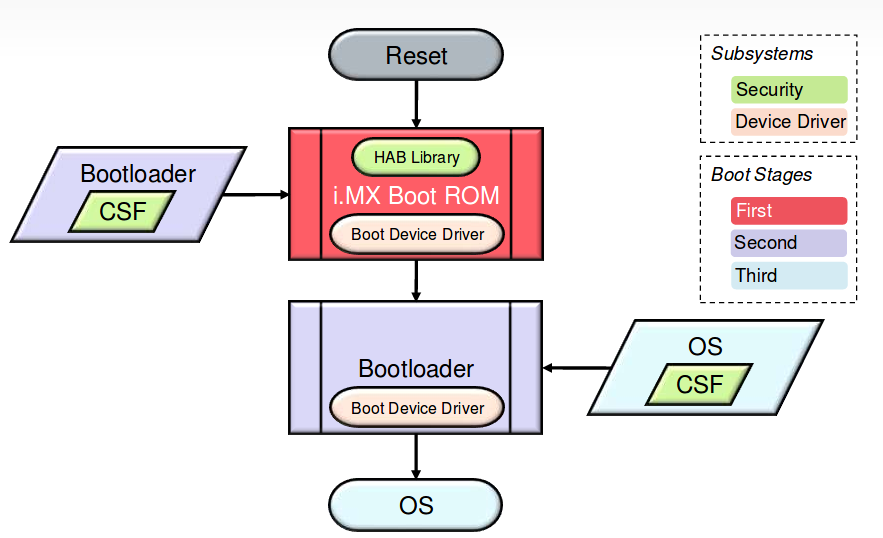 Reset
Subsystems
Security
Device Driver
HAB Library
i.MX Boot ROM
Boot Device Driver
Bootloader
CSF
Boot Stages
First
Second
Third
Bootloader
Boot Device Driver
OS
CSF
OS